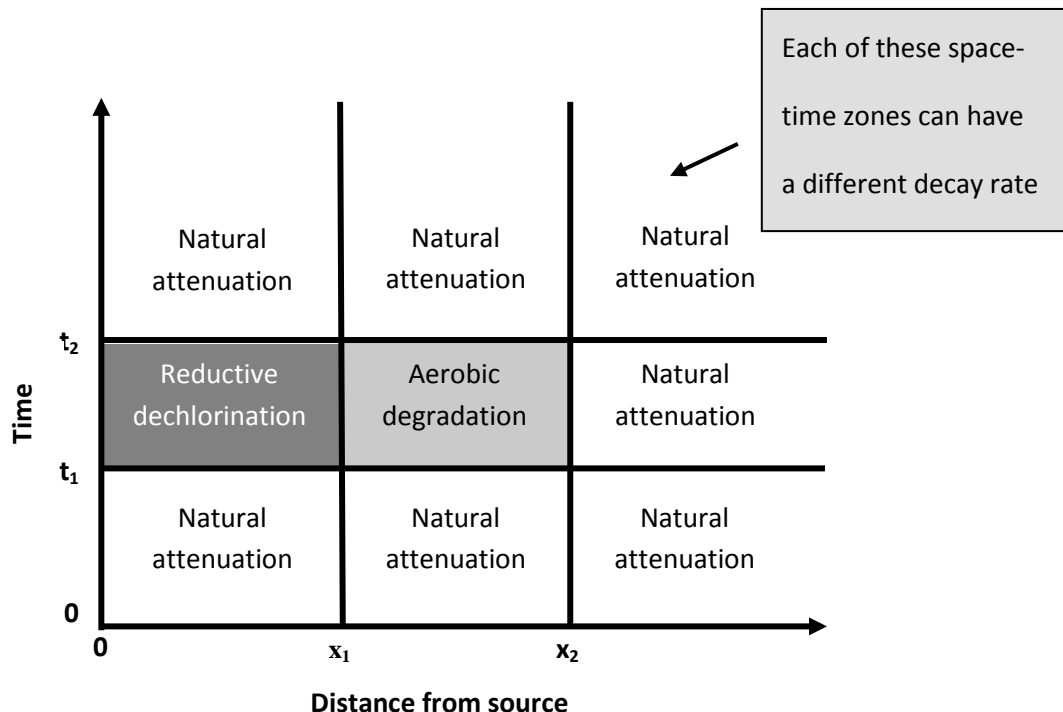 Each of these space-
time zones can have
a different decay rate
Natural
attenuation
Natural
attenuation
Natural
attenuation
t₂
Reductive
dechlorination
Aerobic
degradation
Natural
attenuation
Time
t₁
Natural
attenuation
Natural
attenuation
Natural
attenuation
0
0
x₁
x₂
Distance from source